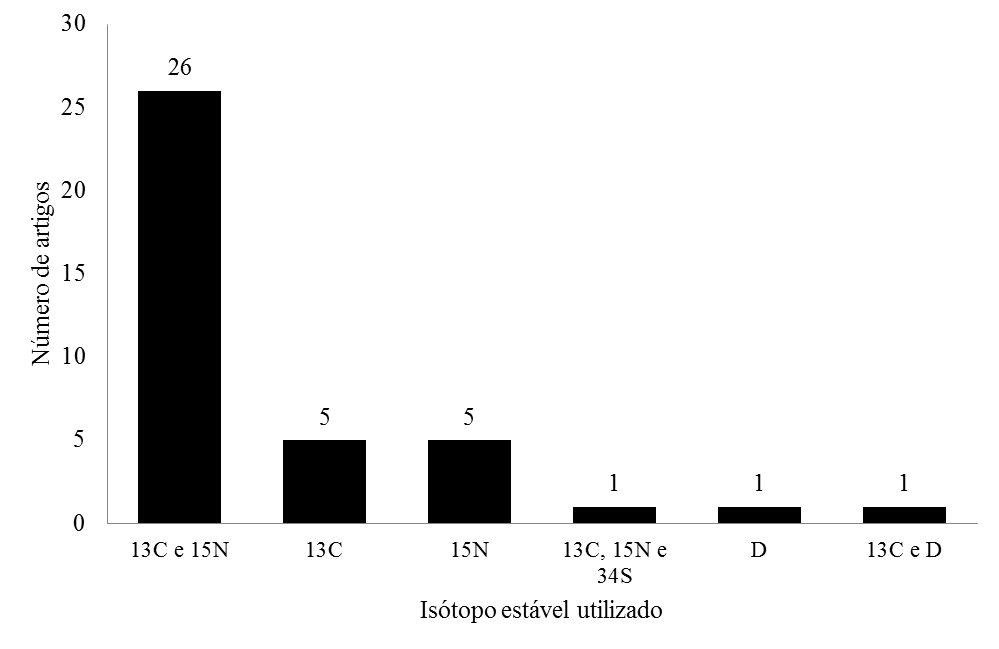 30
25
20
15
10
5
0
Número de artigos
26
5
5
1
1
1
13C e 15N
13C
15N
13C, 15N e
34S
D
13C e D
Isótopo estável utilizado